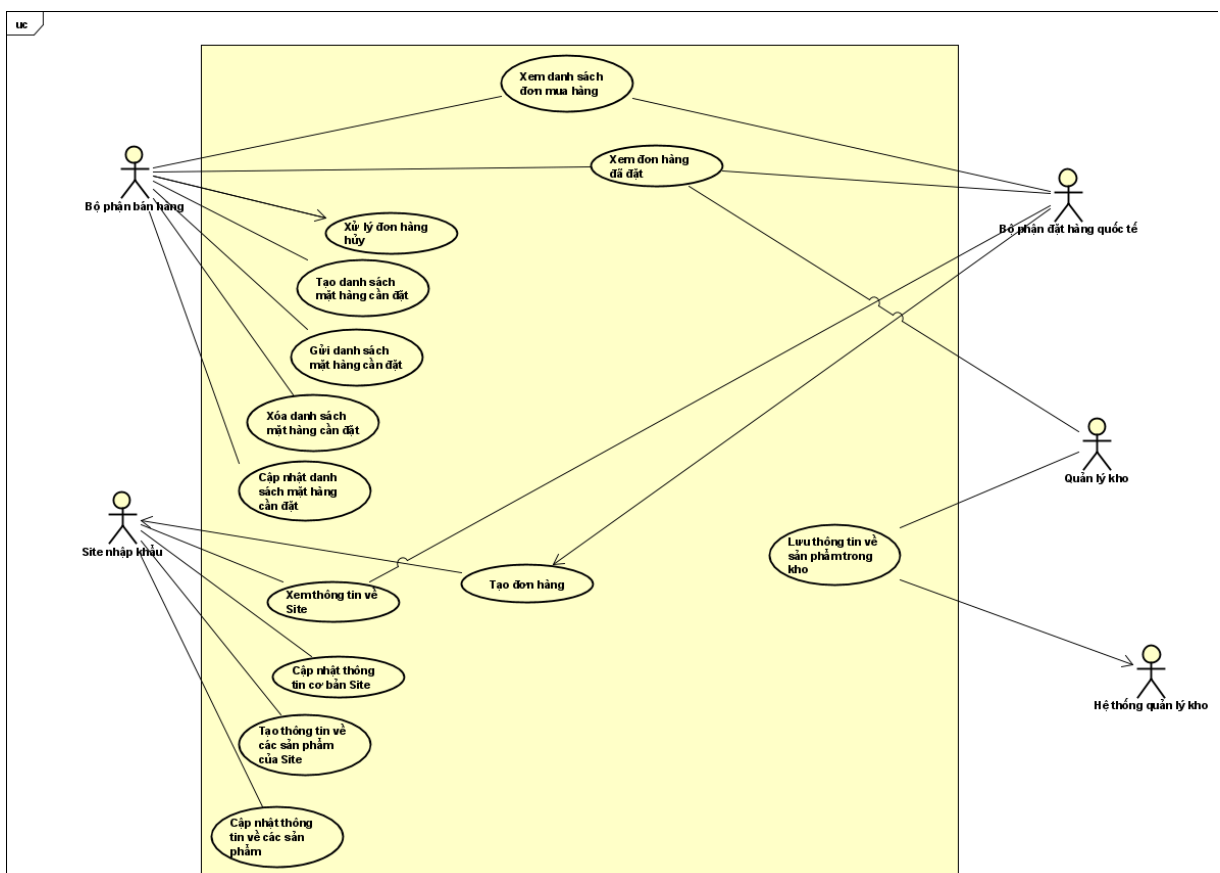 uc
Xem danh sách
đơn mua hàng
Xem đơn hàng
đã đặt
Bộ phận bán hàng
Bộ phận đặt hàng quốc tế
Xử lý đơn hàng
hủy
Tạo danh sách
mặt hàng cần đặt
Gửi danh sách
mặt hàng cần đặt
Xóa danh sách
mặt hàng cần đặt
Cập nhật danh
sách mặt hàng
cần đặt
Quản lý kho
Site nhập khẩu
Lưu thông tin về
sản phẩm trong
kho
Tạo đơn hàng
Xem thông tin về
Site
Cập nhật thông
tin cơ bản Site
Hệ thống quản lý kho
Tạo thông tin về
các sản phẩm
của Site
Cập nhật thông
tin về các sản
phẩm